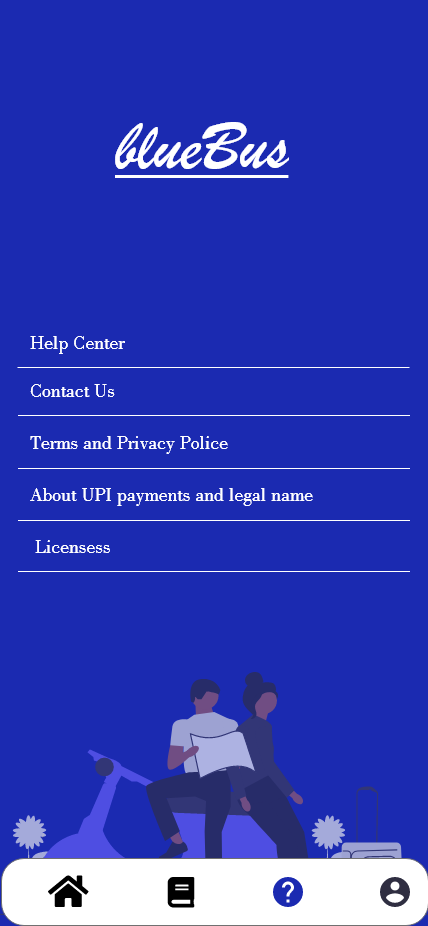 blueBus
Help Center
Contact Us
Terms and Privacy Police
About UPI payments and legal name
Licensess
?